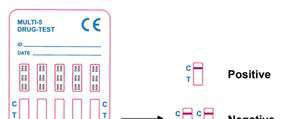 MULTI-5 CE
DRUG-TEST
ID
DATE
C
T
Positive
C C
T T
C C
T T
Negative